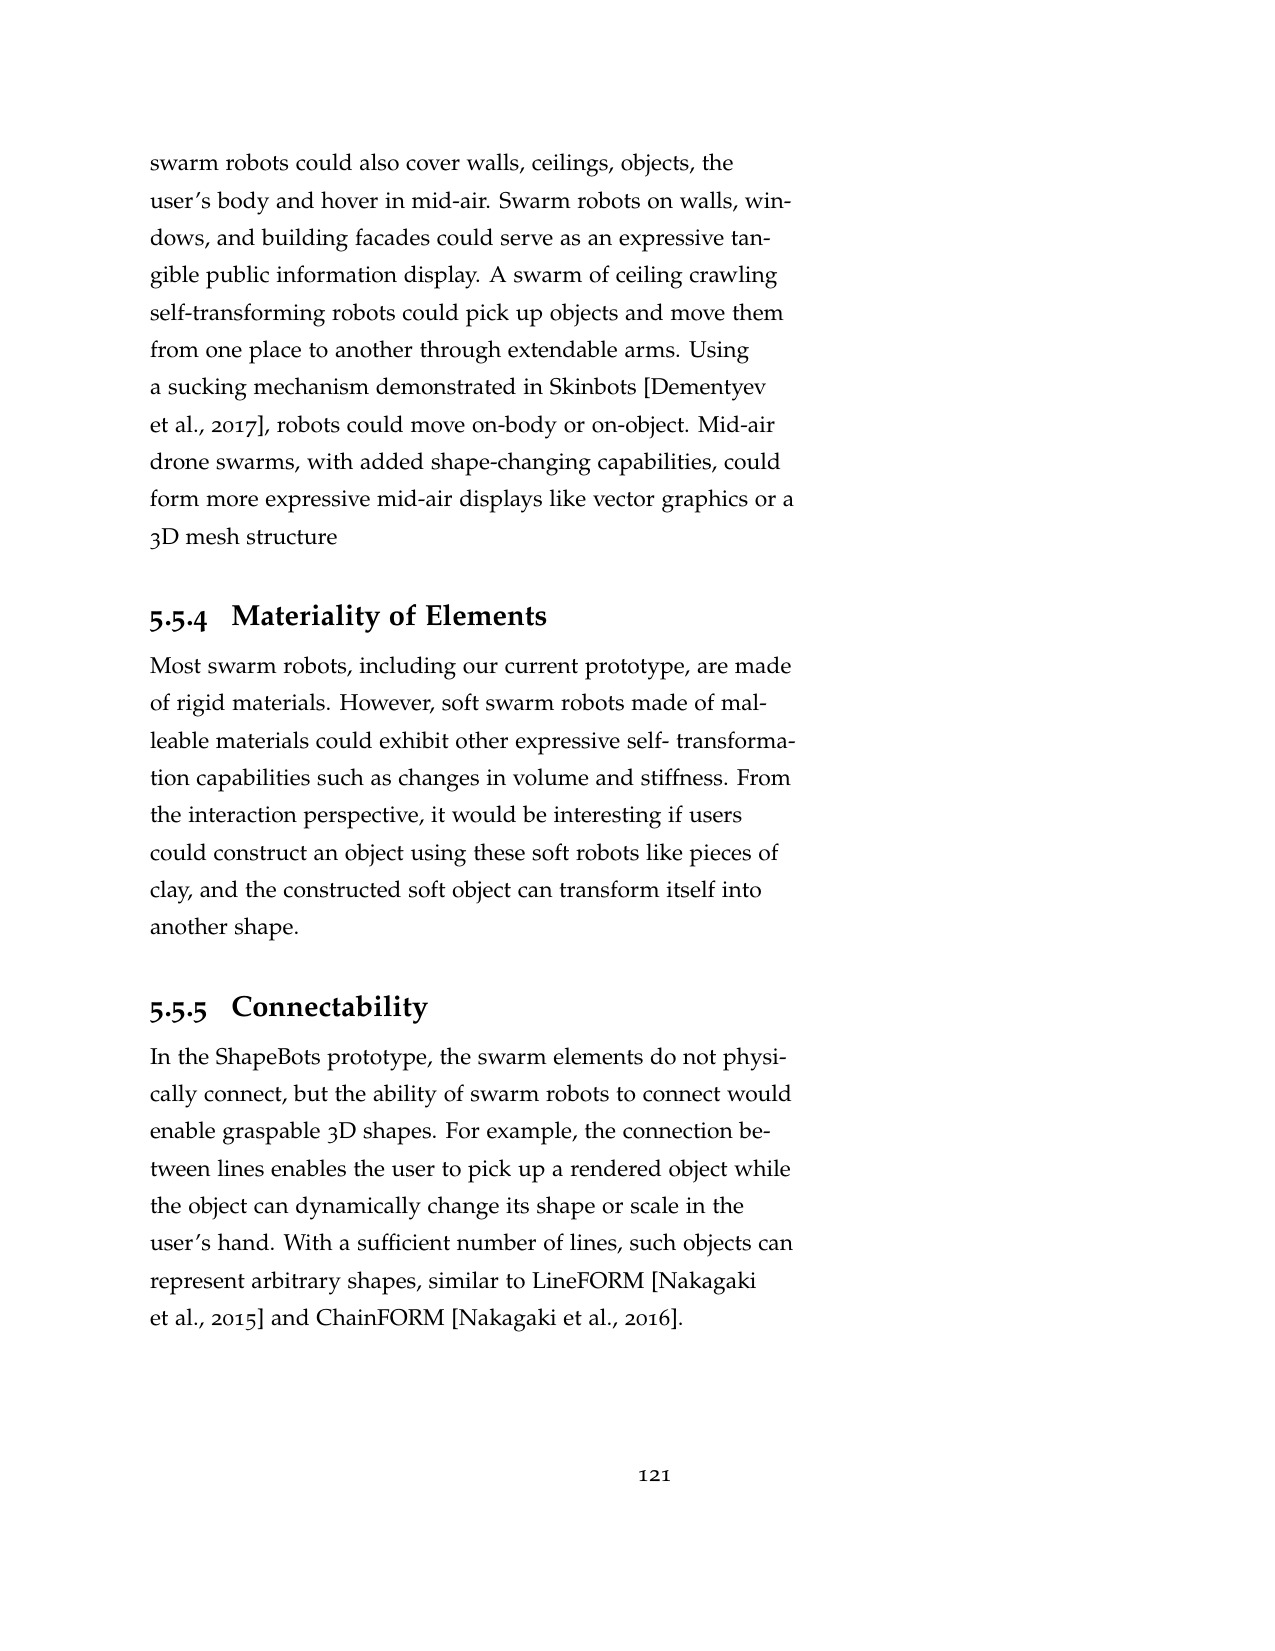 swarm robots could also cover walls, ceilings, objects, the
user's body and hover in mid-air. Swarm robots on walls, win-
dows, and building facades could serve as an expressive tan-
gible public information display. A swarm of ceiling crawling
self-transforming robots could pick up objects and move them
from one place to another through extendable arms. Using
a sucking mechanism demonstrated in Skinbots [Dementyev
et al., 2017], robots could move on-body or on-object. Mid-air
drone swarms, with added shape-changing capabilities, could
form more expressive mid-air displays like vector graphics or a
3D mesh structure
5.5.4 Materiality of Elements
Most swarm robots, including our current prototype, are made
of rigid materials. However, soft swarm robots made of mal-
leable materials could exhibit other expressive self- transforma-
tion capabilities such as changes in volume and stiffness. From
the interaction perspective, it would be interesting if users
could construct an object using these soft robots like pieces of
clay, and the constructed soft object can transform itself into
another shape.
5.5.5 Connectability
In the ShapeBots prototype, the swarm elements do not physi-
cally connect, but the ability of swarm robots to connect would
enable graspable 3D shapes. For example, the connection be-
tween lines enables the user to pick up a rendered object while
the object can dynamically change its shape or scale in the
user's hand. With a sufficient number of lines, such objects can
represent arbitrary shapes, similar to LineFORM [Nakagaki
et al., 2015] and ChainFORM [Nakagaki et al., 2016].
121